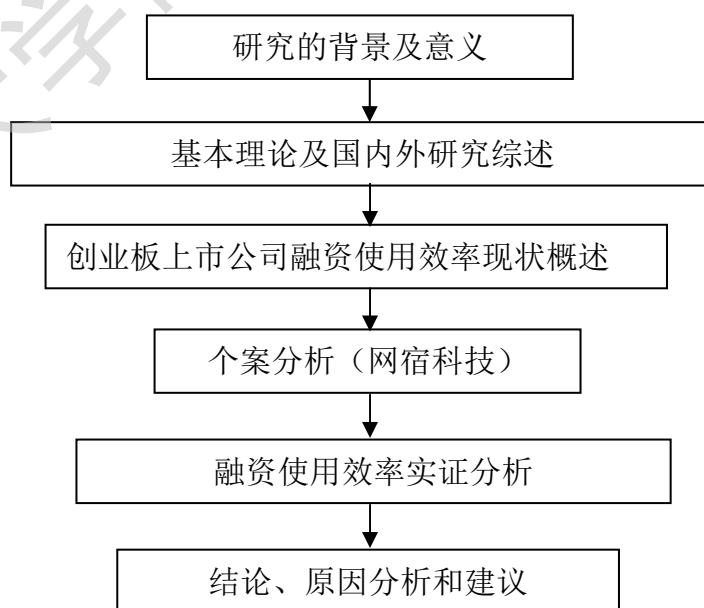 研究的背景及意义
基本理论及国内外研究综述
创业板上市公司融资使用效率现状概述
个案分析（网宿科技）
融资使用效率实证分析
结论、原因分析和建议